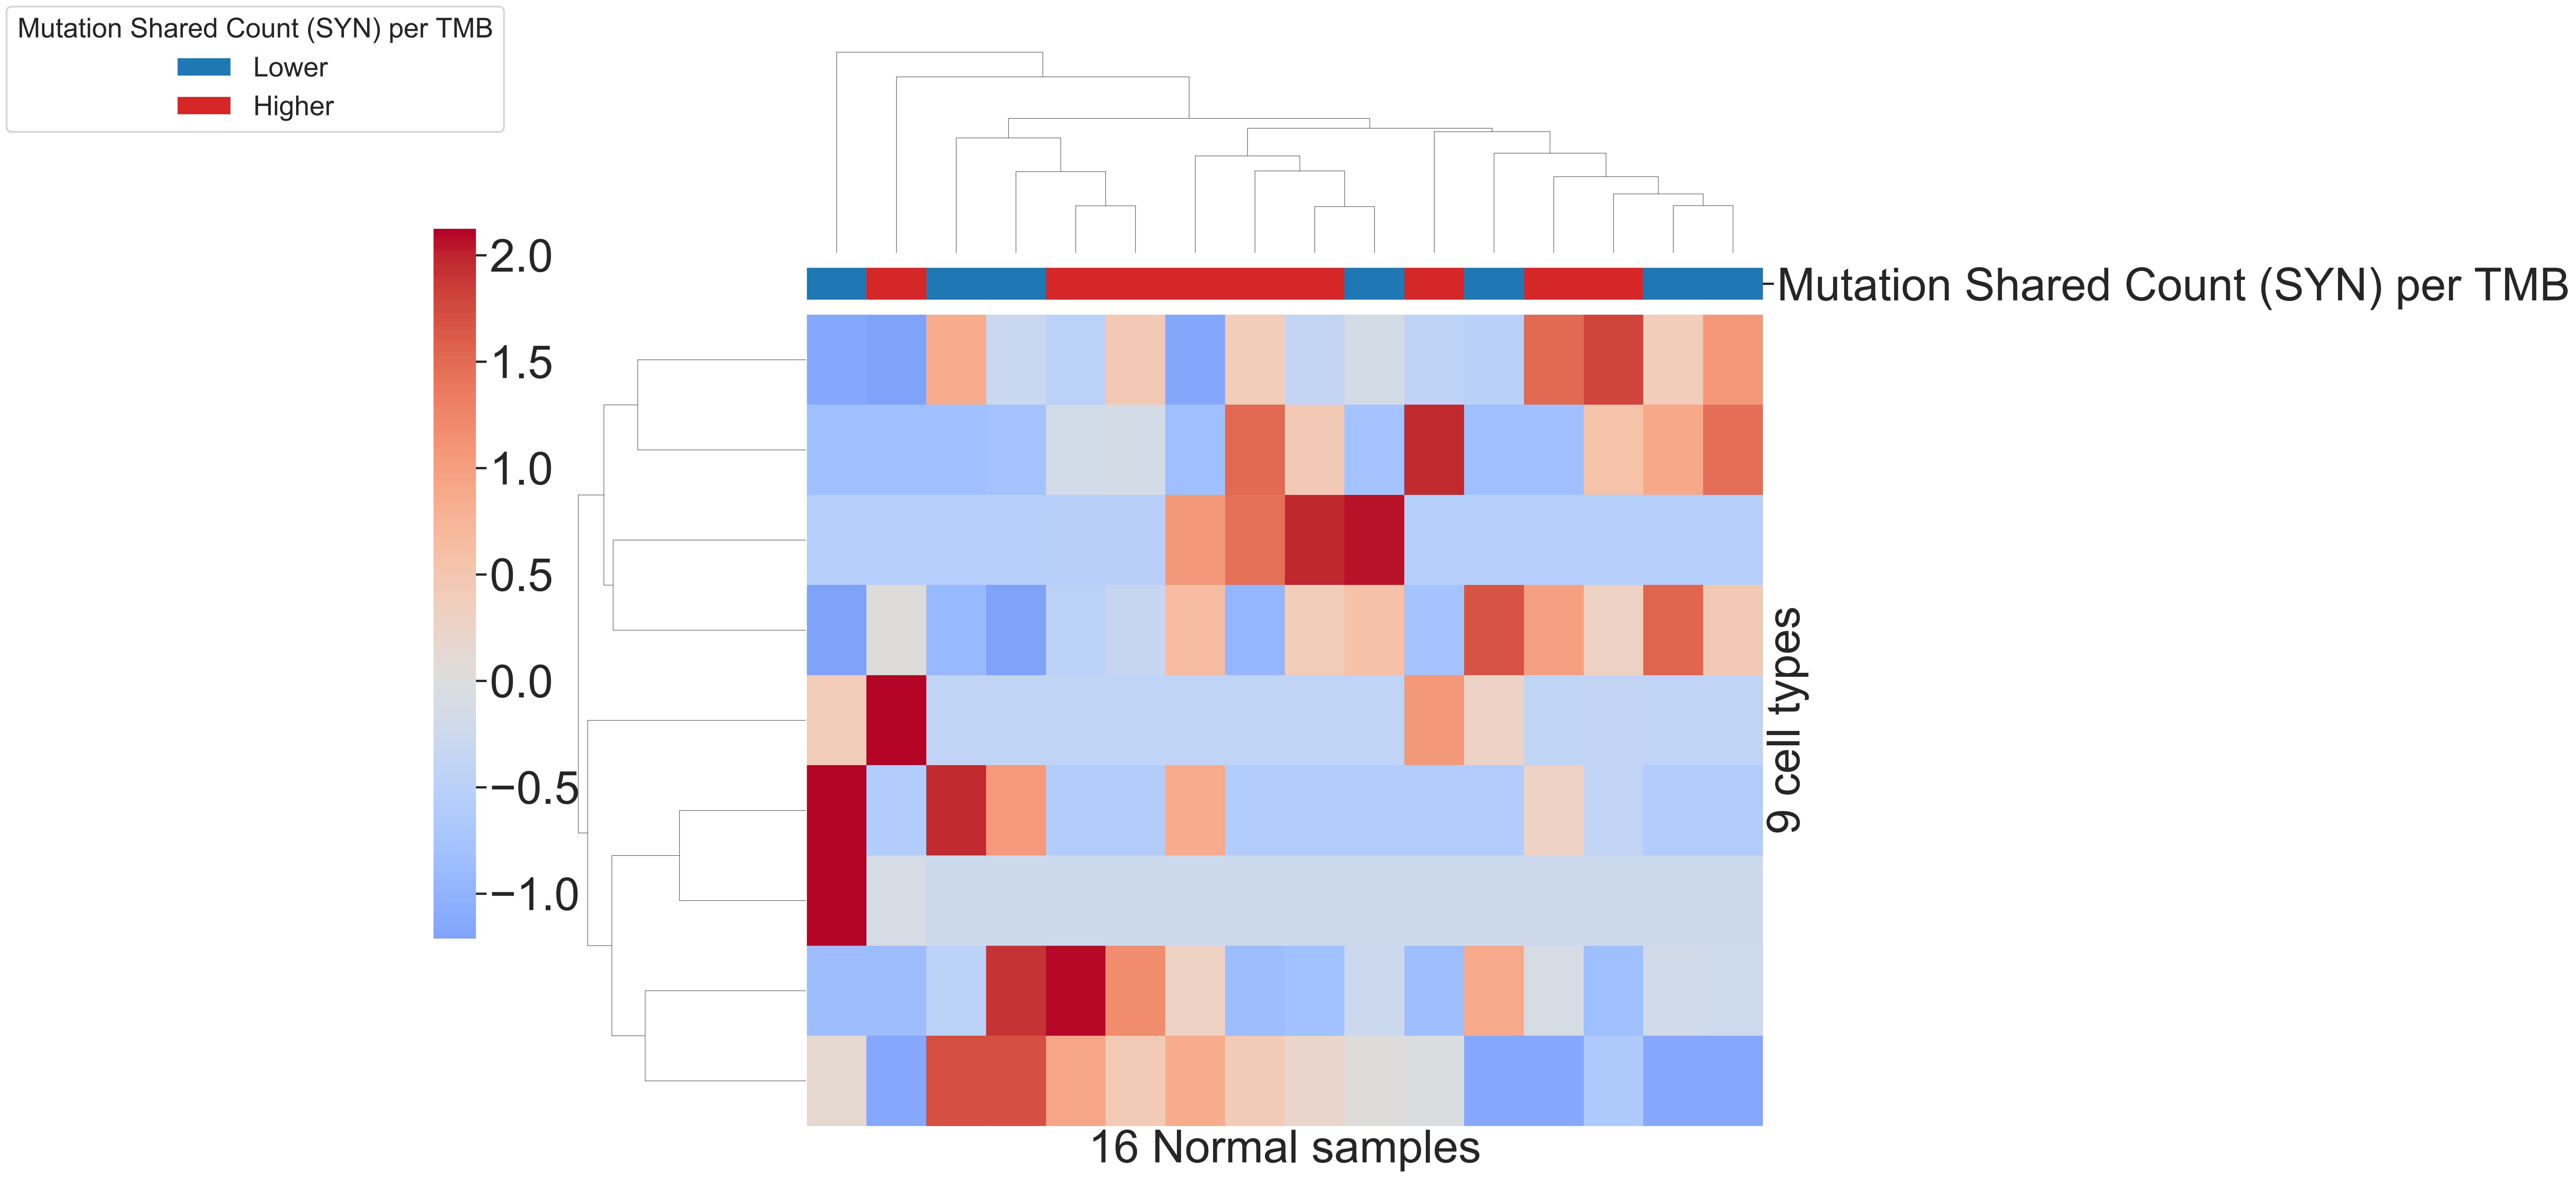 Mutation Shared Count (SYN) per TMB
Lower
Higher
Mutation Shared Count (SYN) per TMB
2.0
1.5
1.0
0.5
0.0
−0.5
−1.0
9 cell types
16 Normal samples